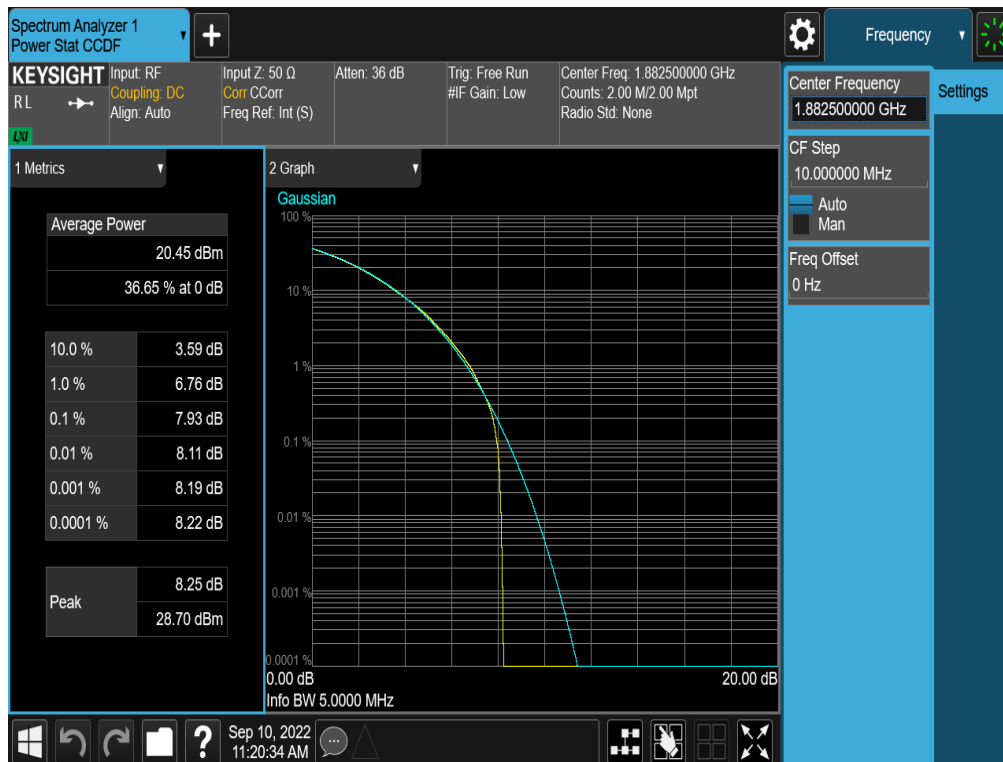 Spectrum Analyzer 1
Power Stat CCDF
+
Frequency
KEYSIGHT
RL
LXI
Input: RF
Coupling: DC
Align: Auto
Input Z: 50 Ω
Corr CCorr
Freq Ref: Int (S)
Atten: 36 dB
Trig: Free Run
#IF Gain: Low
Center Freq: 1.882500000 GHz
Counts: 2.00 M/2.00 Mpt
Radio Std: None
Center Frequency
1.882500000 GHz
Settings
CF Step
10.000000 MHz
Auto
Man
Freq Offset
0 Hz
1 Metrics
Average Power
20.45 dBm
36.65 % at 0 dB
10.0 % 3.59 dB
1.0 % 6.76 dB
0.1 % 7.93 dB
0.01 % 8.11 dB
0.001 % 8.19 dB
0.0001 % 8.22 dB
Peak
8.25 dB
28.70 dBm
2 Graph
Gaussian
100 %
10 %
1 %
0.1 %
0.01 %
0.001 %
0.0001 %
0.00 dB 20.00 dB
Info BW 5.0000 MHz
?
Sep 10, 2022
11:20:34 AM